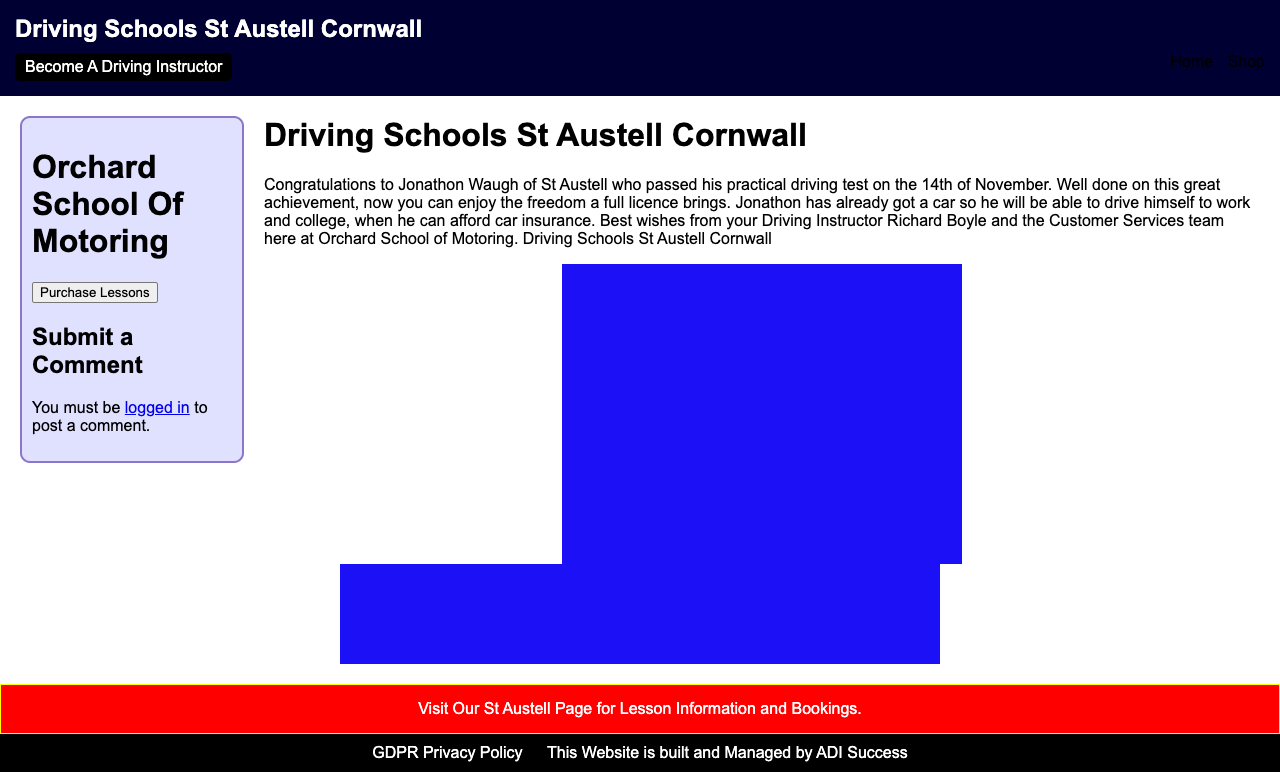 Driving Schools St Austell Cornwall
Become A Driving Instructor
Home Shop
Orchard
School Of
Motoring
Purchase Lessons
Submit a
Comment
You must be logged in to
post a comment.
Driving Schools St Austell Cornwall
Congratulations to Jonathon Waugh of St Austell who passed his practical driving test on the 14th of November. Well done on this great
achievement, now you can enjoy the freedom a full licence brings. Jonathon has already got a car so he will be able to drive himself to work
and college, when he can afford car insurance. Best wishes from your Driving Instructor Richard Boyle and the Customer Services team
here at Orchard School of Motoring. Driving Schools St Austell Cornwall
Visit Our St Austell Page for Lesson Information and Bookings.
GDPR Privacy Policy This Website is built and Managed by ADI Success